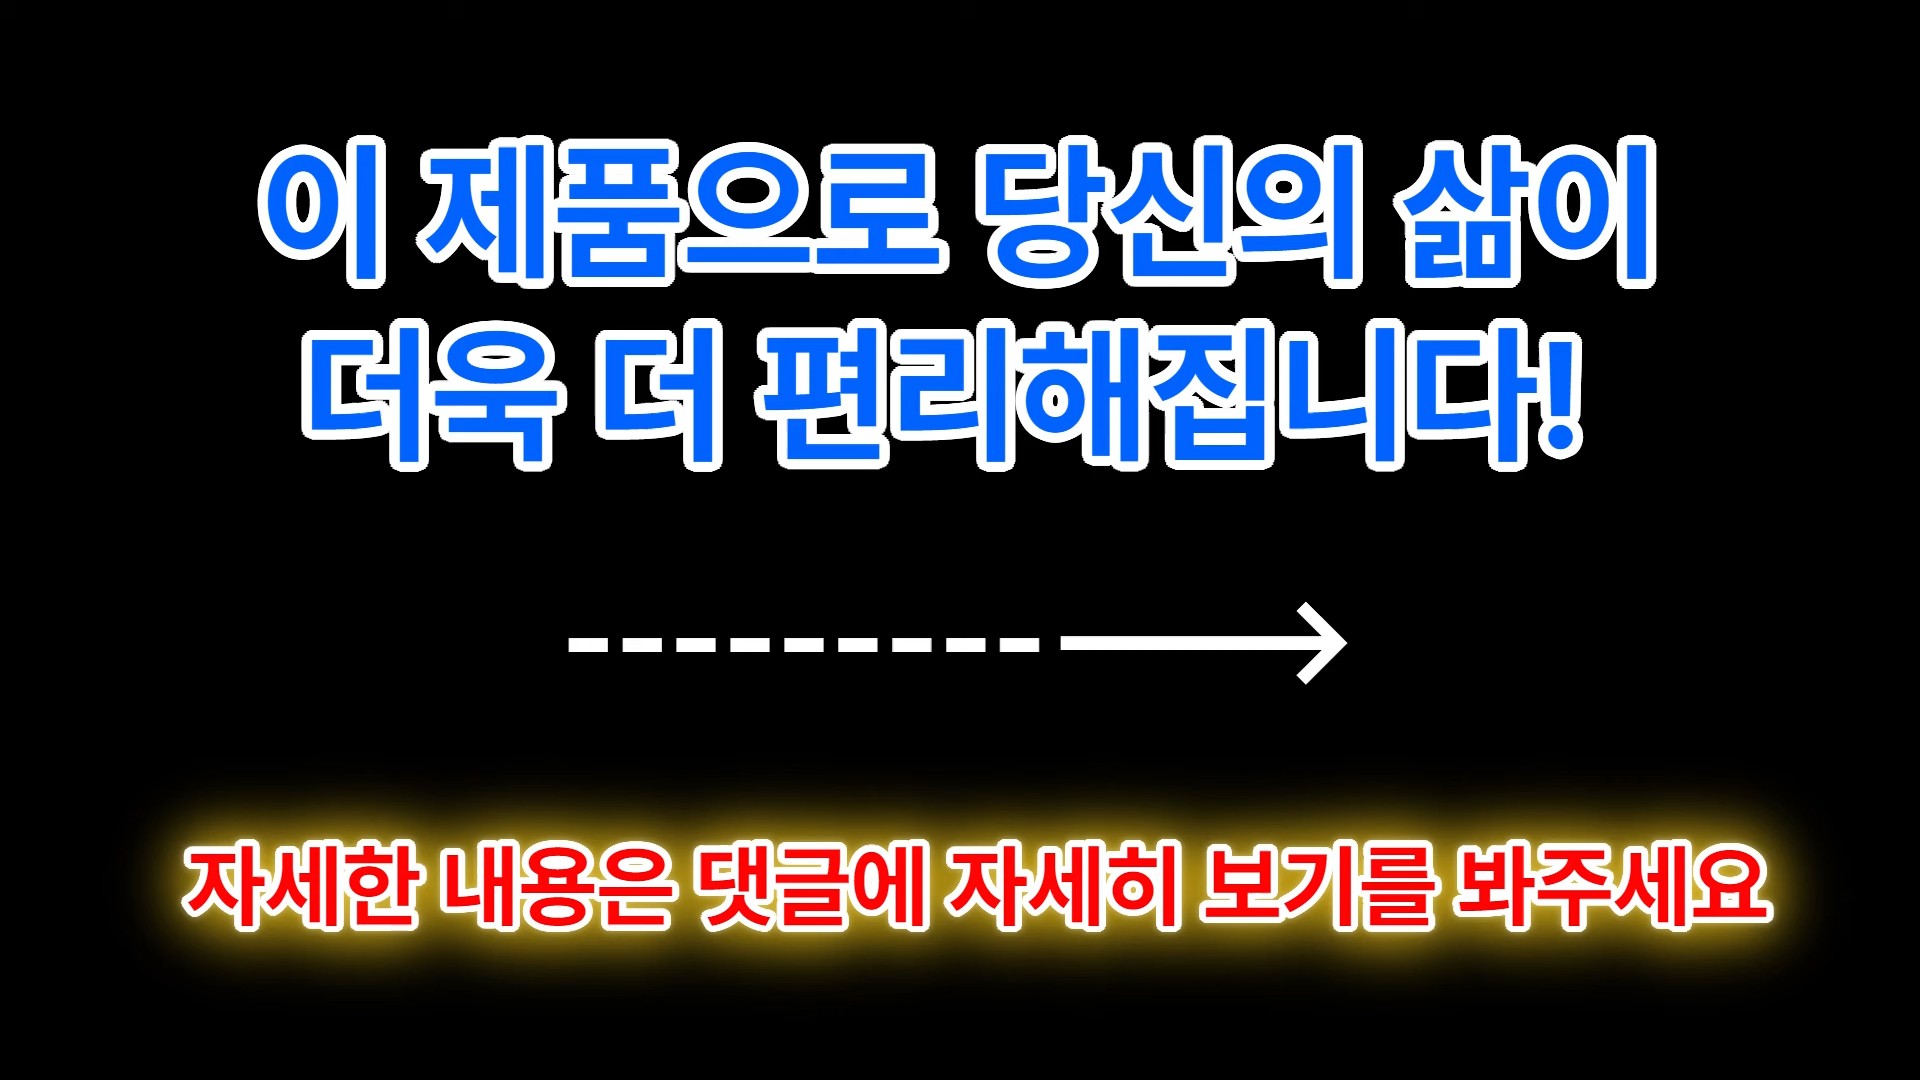 이 제품으로 당신의 삶이
더욱 더 편리해집니다!
자세한 내용은 댓글에 자세히 보기를 봐주세요